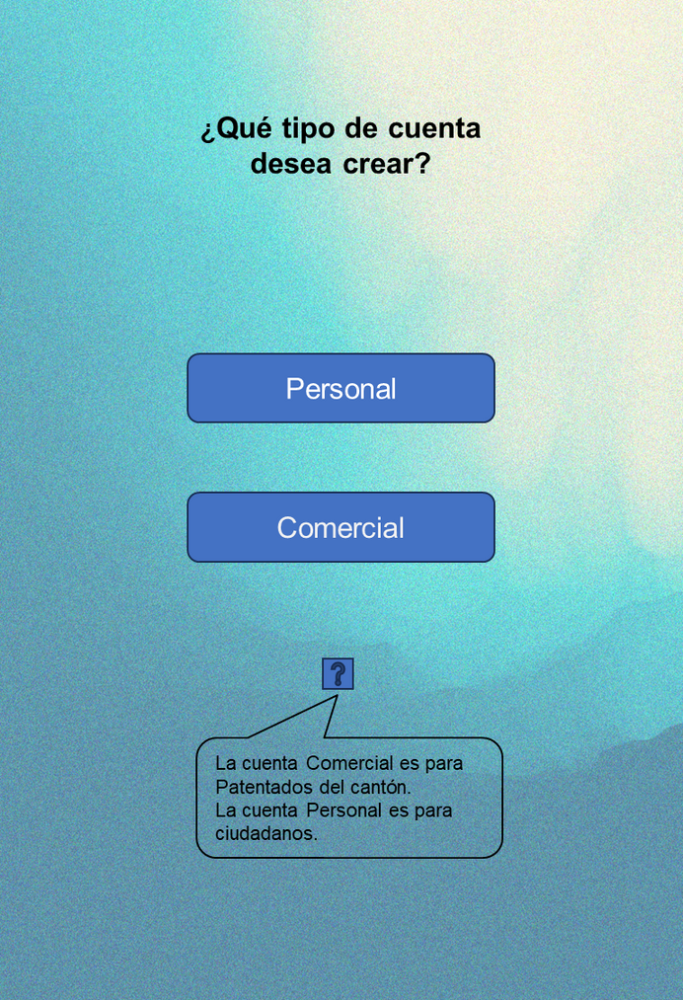 ¿Qué tipo de cuenta
desea crear?
Personal
Comercial
?
La cuenta Comercial es para
Patentados del cantón.
La cuenta Personal es para
ciudadanos.